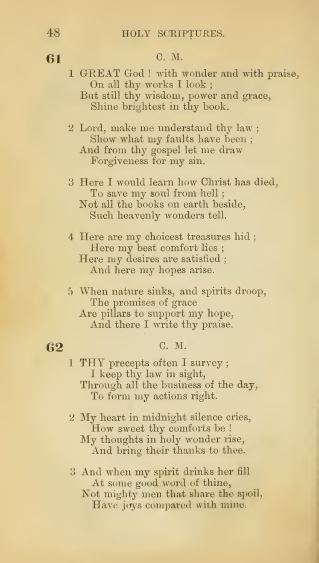 48 HOLY SCRIPTURES.
61 C. M.
1 GREAT God ! with wonder and with praise,
On all thy works I look ;
But still thy wisdom, power and grace,
Shine brightest in thy book.
2 Lord, make me understand thy law ;
Show what my faults have been ;
And from thy gospel let me draw
Forgiveness for my sin.
3 Here I would learn how Christ has died,
To save my soul from hell ;
Not all the books on earth beside,
Such heavenly wonders tell.
4 Here are my choicest treasures hid ;
Here my best comfort lies ;
Here my desires are satisfied ;
And here my hopes arise.
5 When nature sinks, and spirits droop,
The promises of grace
Are pillars to support my hope,
And there I write thy praise.
62 C. M.
1 THY precepts often I survey ;
I keep thy law in sight,
Through all the business of the day,
To form my actions right.
2 My heart in midnight silence cries,
How sweet thy comforts be !
My thoughts in holy wonder rise,
And bring their thanks to thee.
3 And when my spirit drinks her fill
At some good word of thine,
Not mighty men that share the spoil,
Have joys compared with mine.